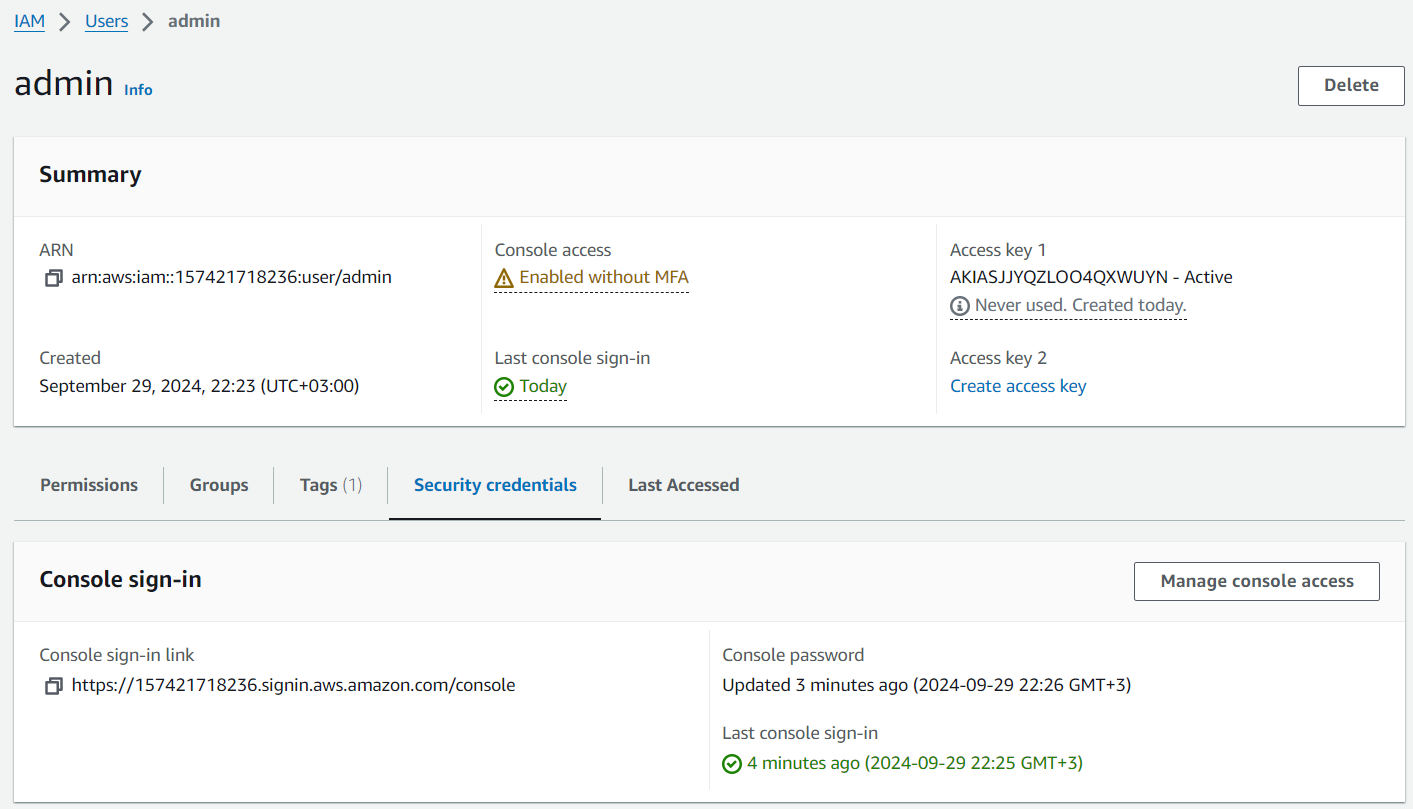 IAM > Users > admin
admin Info
Delete
Summary
ARN
arn:aws:iam::157421718236:user/admin
Console access
Enabled without MFA
Access key 1
AKIASJJYQZLOO4QXWUYN - Active
Never used. Created today.
Created
September 29, 2024, 22:23 (UTC+03:00)
Last console sign-in
Today
Access key 2
Create access key
Permissions
Groups
Tags (1)
Security credentials
Last Accessed
Console sign-in
Manage console access
Console sign-in link
https://157421718236.signin.aws.amazon.com/console
Console password
Updated 3 minutes ago (2024-09-29 22:26 GMT+3)
Last console sign-in
4 minutes ago (2024-09-29 22:25 GMT+3)